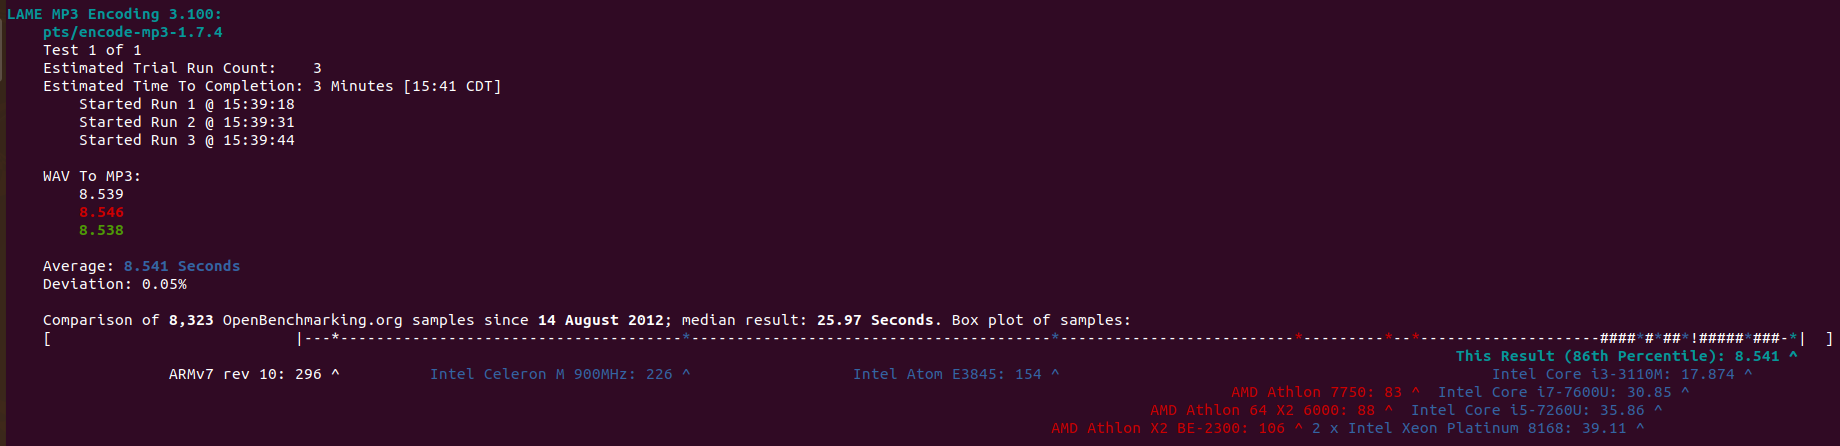 LAME MP3 Encoding 3.100:
pts/encode-mp3-1.7.4
Test 1 of 1
Estimated Trial Run Count:    3
Estimated Time To Completion: 3 Minutes [15:41 CDT]
Started Run 1 @ 15:39:18
Started Run 2 @ 15:39:31
Started Run 3 @ 15:39:44
WAV To MP3:
8.539
8.546
8.538
Average: 8.541 Seconds
Deviation: 0.05%
Comparison of 8,323 OpenBenchmarking.org samples since 14 August 2012; median result: 25.97 Seconds. Box plot of samples:
[                           |---*--------------------------------------*----------------------------------------*--------------------------*---------*--*--------------------####*#*##*!#####*###-*|  ]
This Result (86th Percentile): 8.541 ^
ARMv7 rev 10: 296 ^          Intel Celeron M 900MHz: 226 ^                  Intel Atom E3845: 154 ^                                                Intel Core i3-3110M: 17.874 ^
AMD Athlon 7750: 83 ^  Intel Core i7-7600U: 30.85 ^
AMD Athlon 64 X2 6000: 88 ^  Intel Core i5-7260U: 35.86 ^
AMD Athlon X2 BE-2300: 106 ^ 2 x Intel Xeon Platinum 8168: 39.11 ^